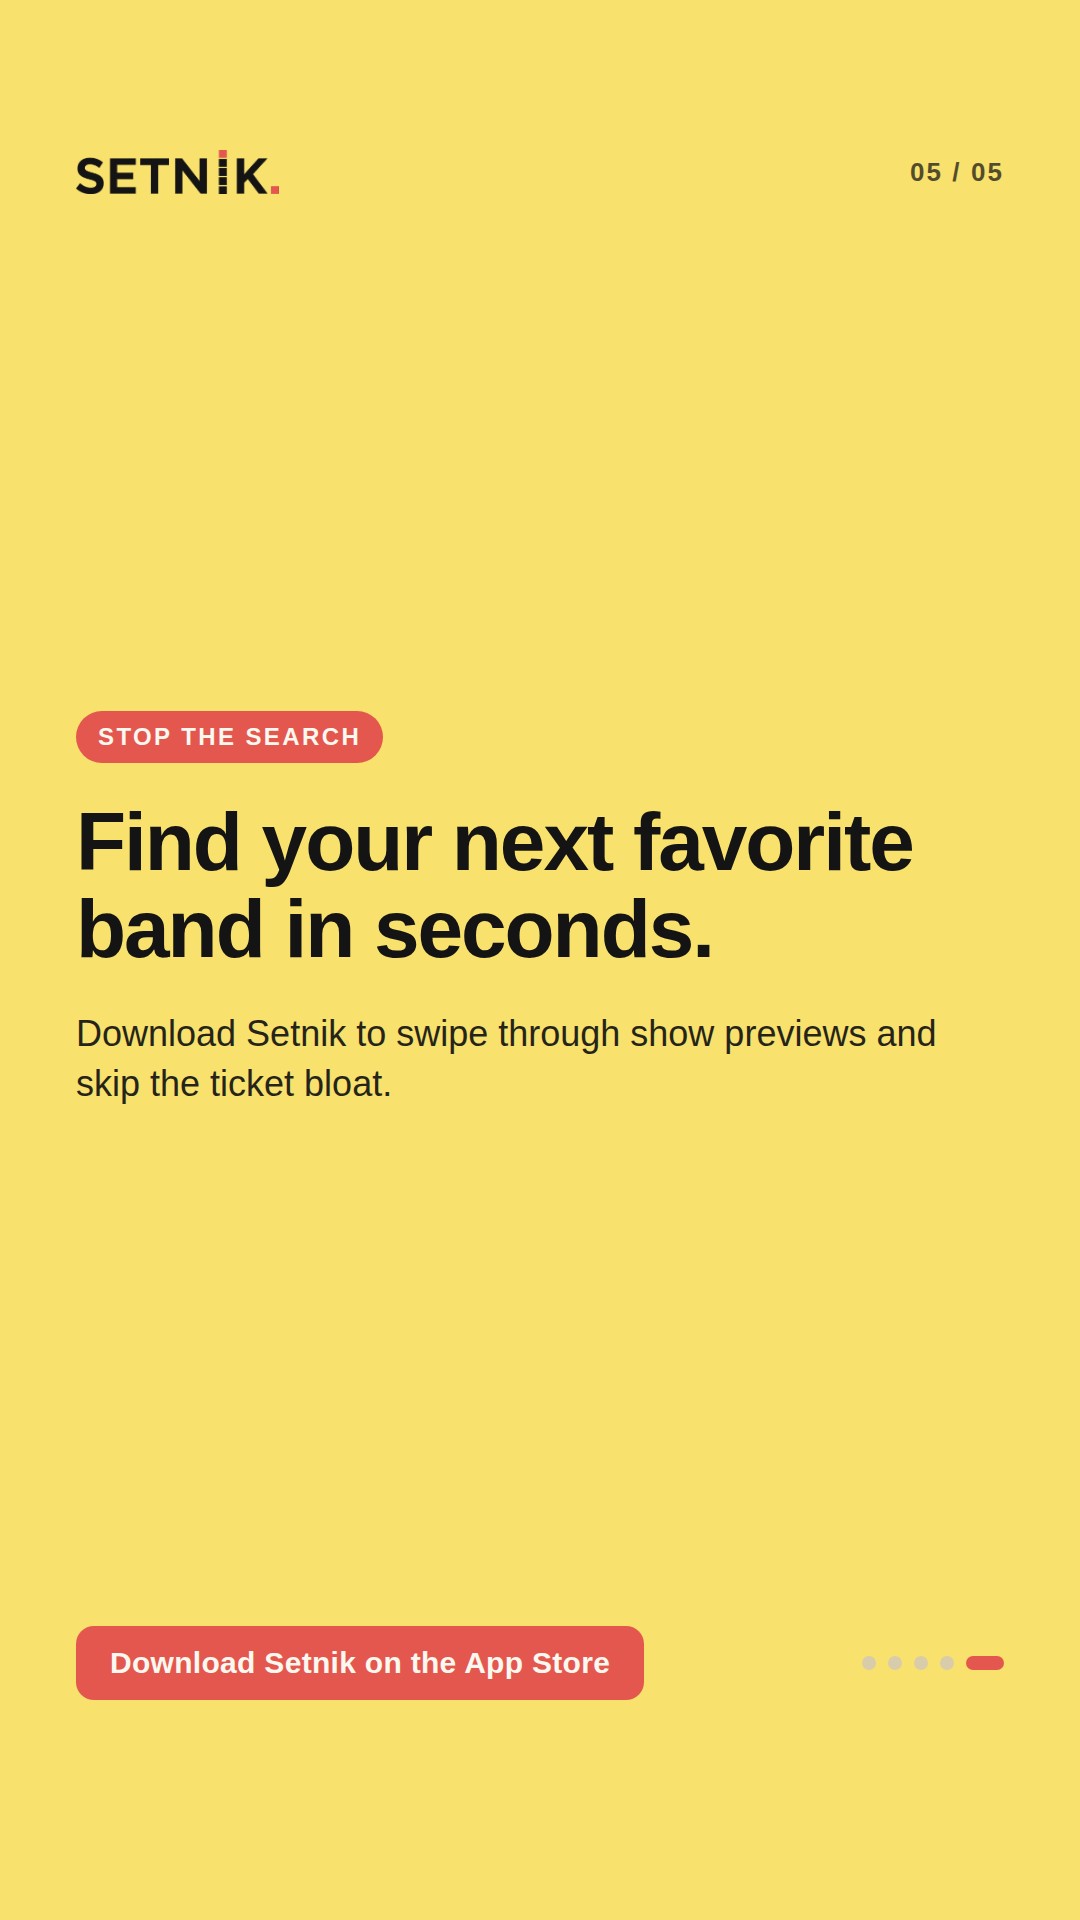 SETNIK.
05 / 05
STOP THE SEARCH
Find your next favorite
band in seconds.
Download Setnik to swipe through show previews and
skip the ticket bloat.
Download Setnik on the App Store